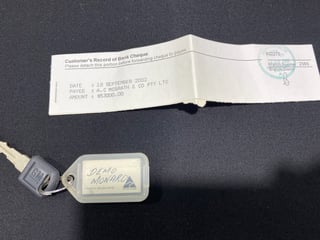 Customer's Record of Bank Cheque
Please detach this portion before forwarding cheque to payee
DATE : 18 SEPTEMBER 2002
PAYEE : A.C MCGRATH & CO PTY LTD
AMOUNT : $53000.00
DEMO
MONARO